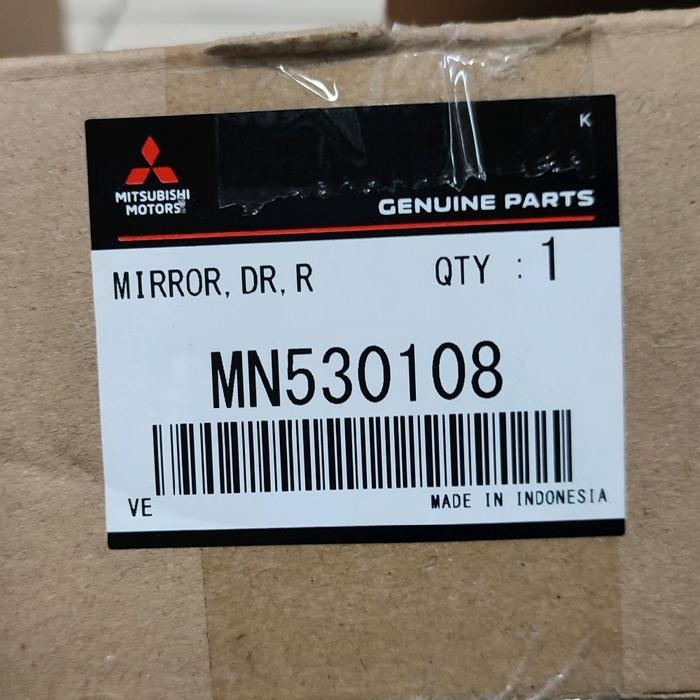 K
MITSUBISHI
MOTORS
GENUINE PARTS
MIRROR, DR, R
QTY : 1
MN530108
VE
MADE IN INDONESIA